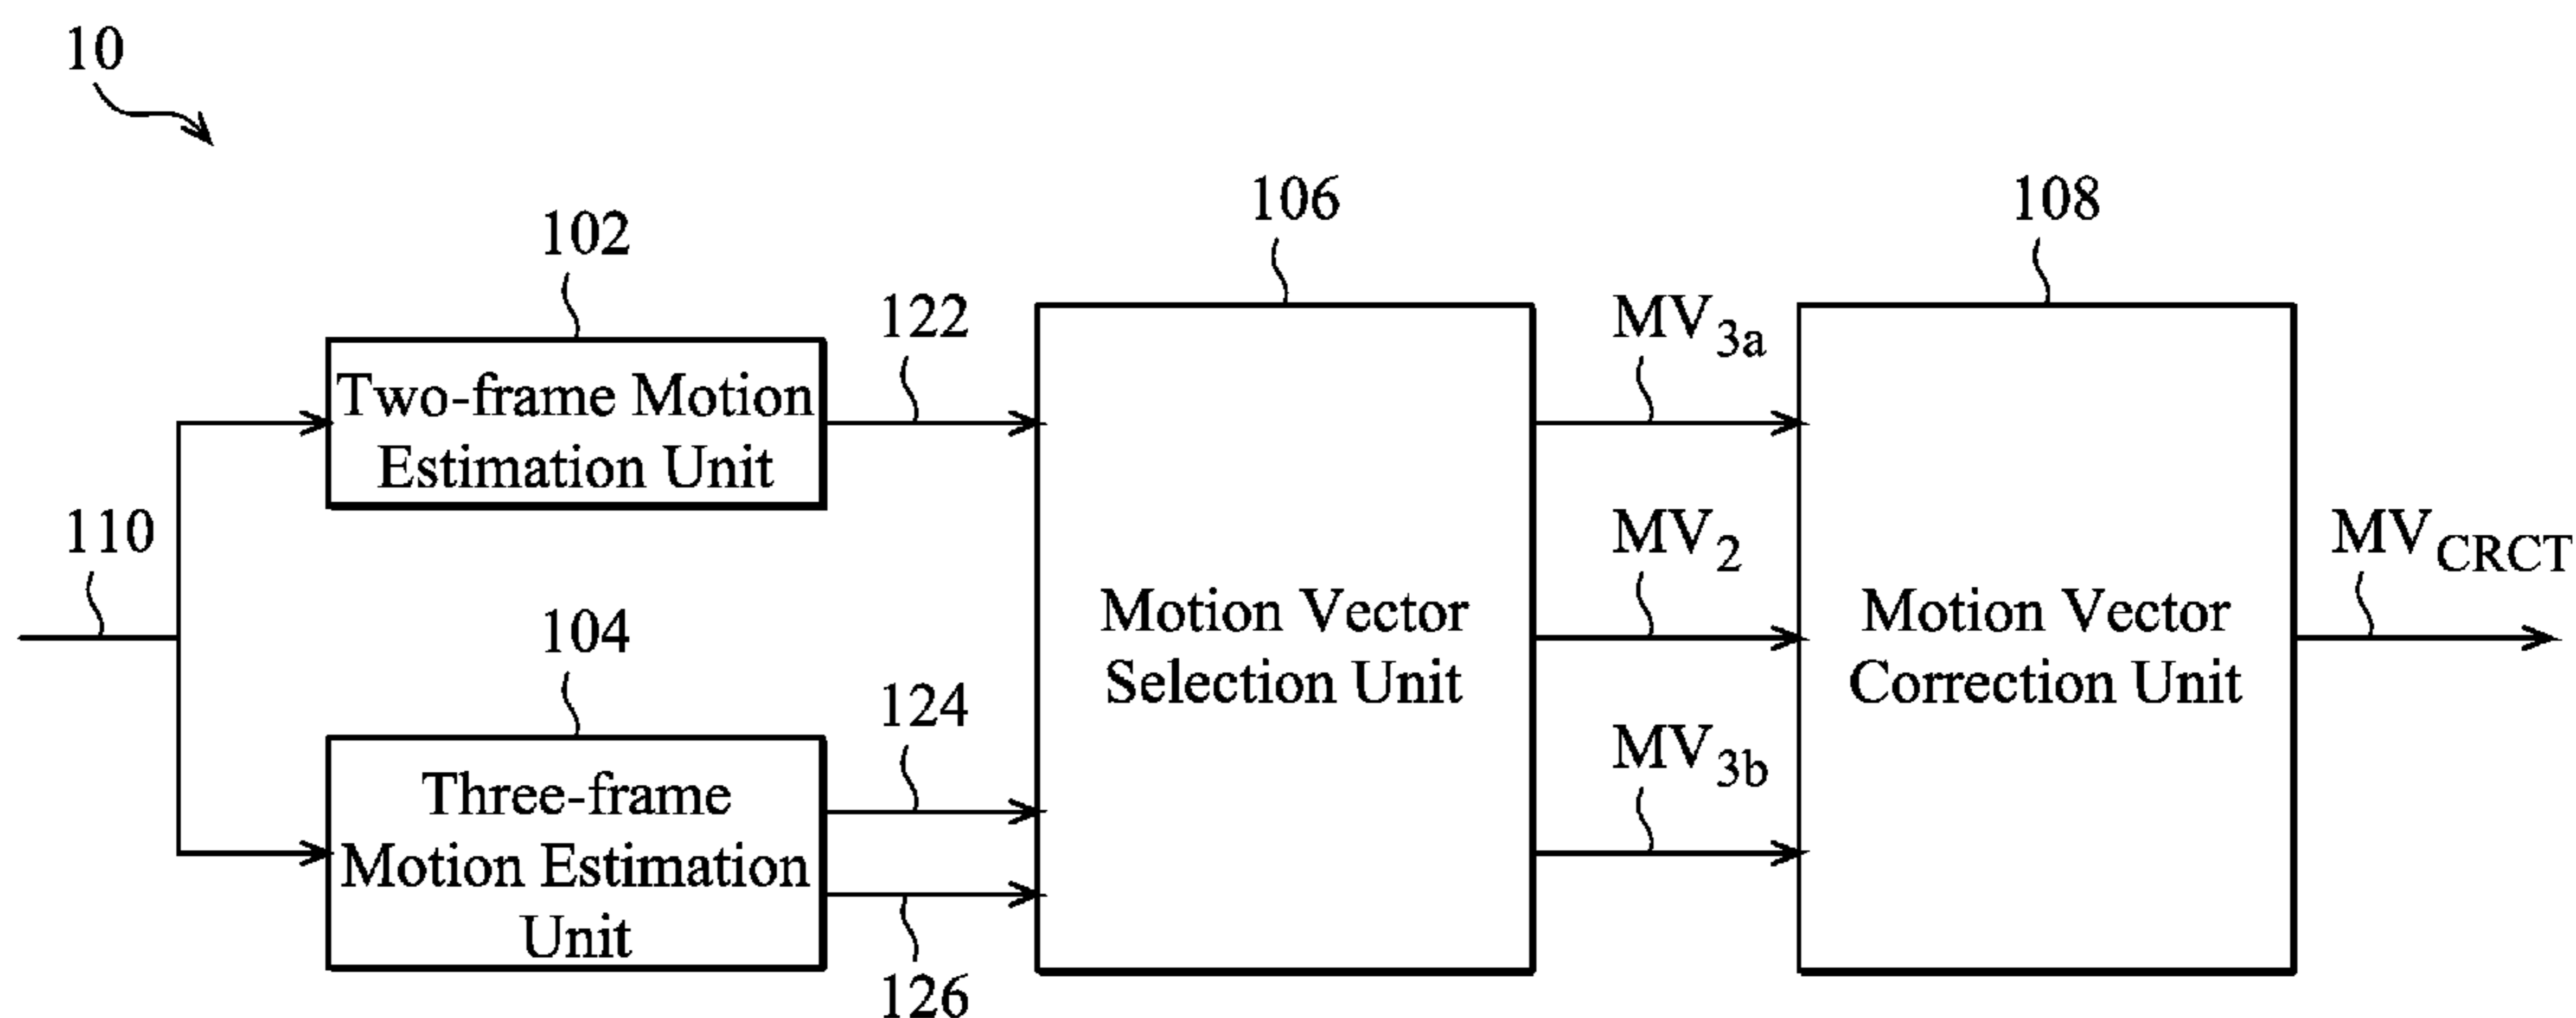 10
102
122
Two-frame Motion
Estimation Unit
110
104
124
126
Three-frame
Motion Estimation
Unit
106
Motion Vector
Selection Unit
MV3a
MV2
MV3b
108
Motion Vector
Correction Unit
MVCRCT